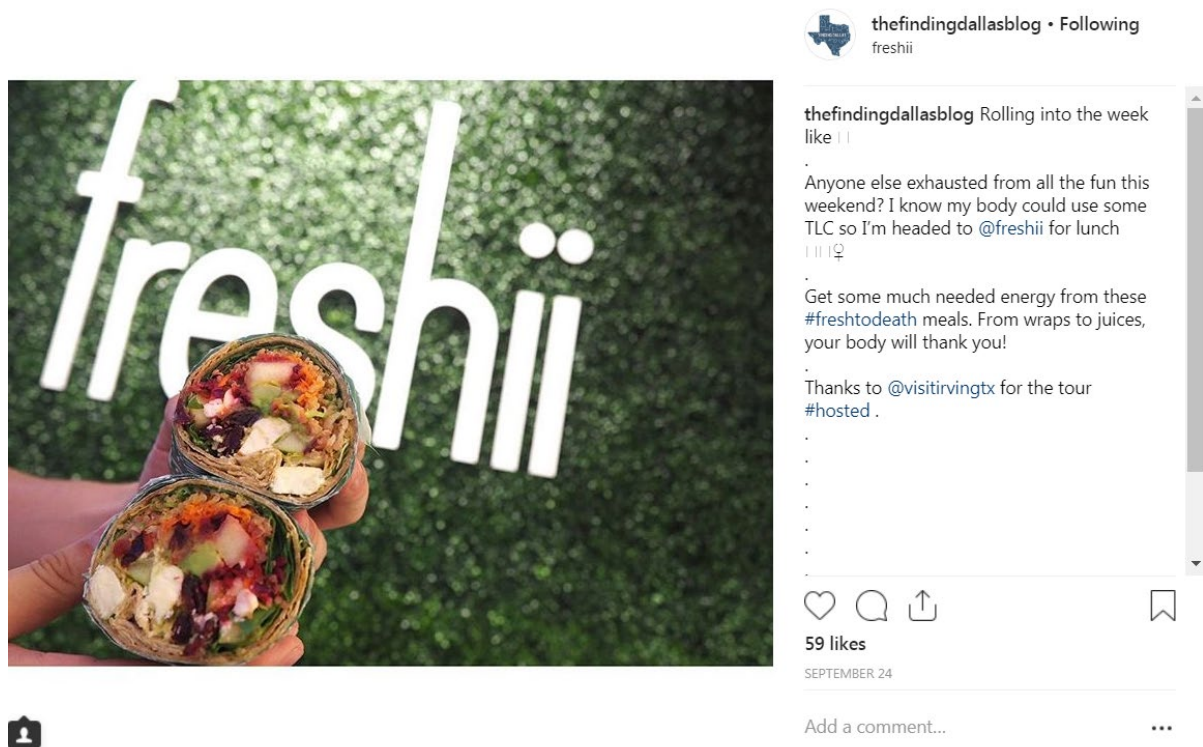 thefindingdallasblog • Following
freshii
freshii
thefindingdallasblog Rolling into the week
like
.
Anyone else exhausted from all the fun this
weekend? I know my body could use some
TLC so I'm headed to @freshii for lunch
♀
.
Get some much needed energy from these
#freshtodeath meals. From wraps to juices,
your body will thank you!
.
Thanks to @visitirvingtx for the tour
#hosted .
.
.
.
.
.
.
.
59 likes
SEPTEMBER 24
Add a comment...